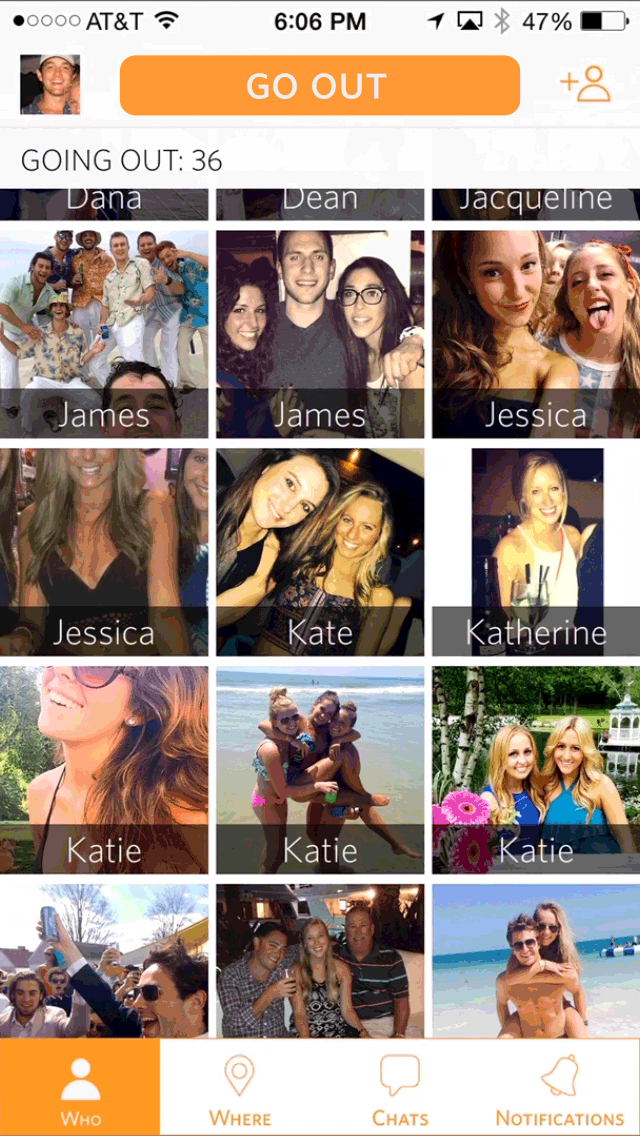 AT&T 6:06 PM 47%
GO OUT
GOING OUT: 36
Dana Dean Jacqueline
James James Jessica
Jessica Kate Katherine
Katie Katie Katie
WHO WHERE CHATS NOTIFICATIONS